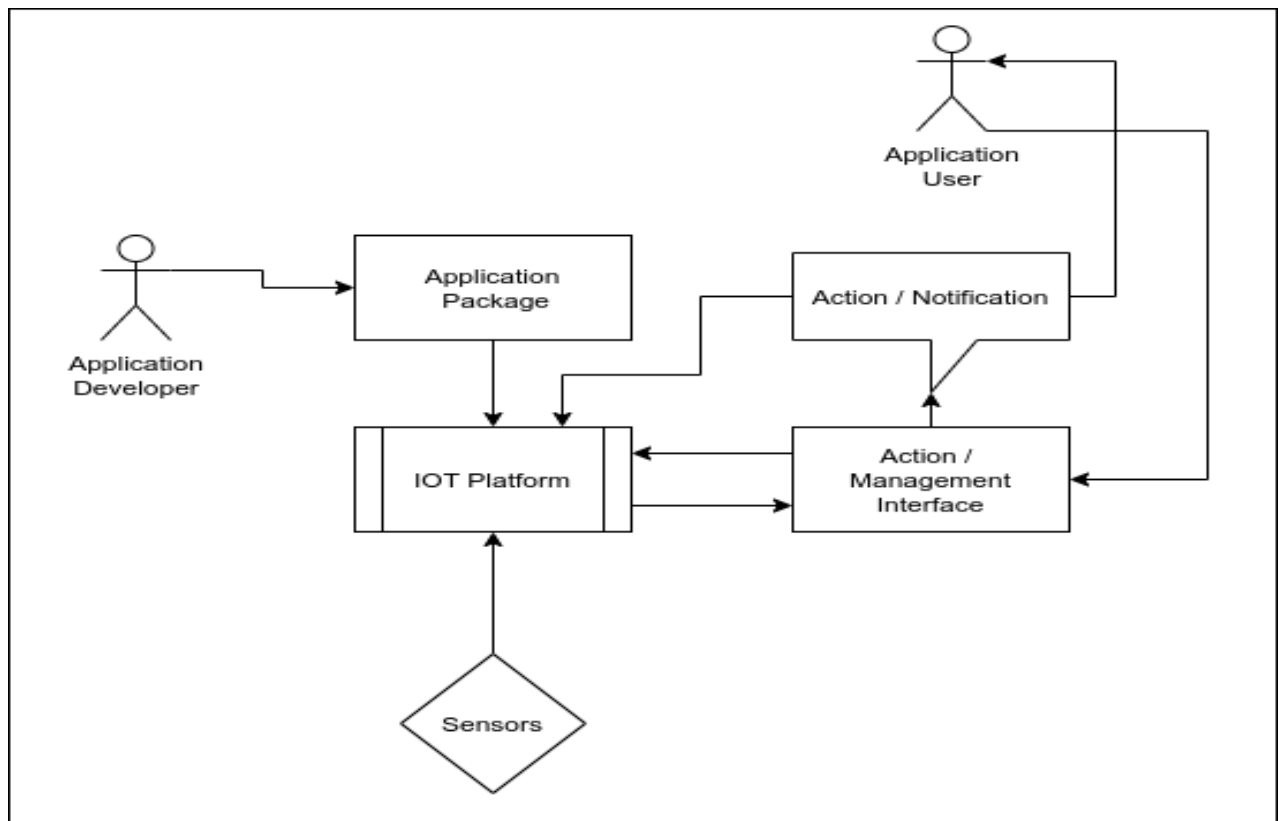 Application
User
Application
Package
Action / Notification
Application
Developer
IOT Platform
Action /
Management
Interface
Sensors